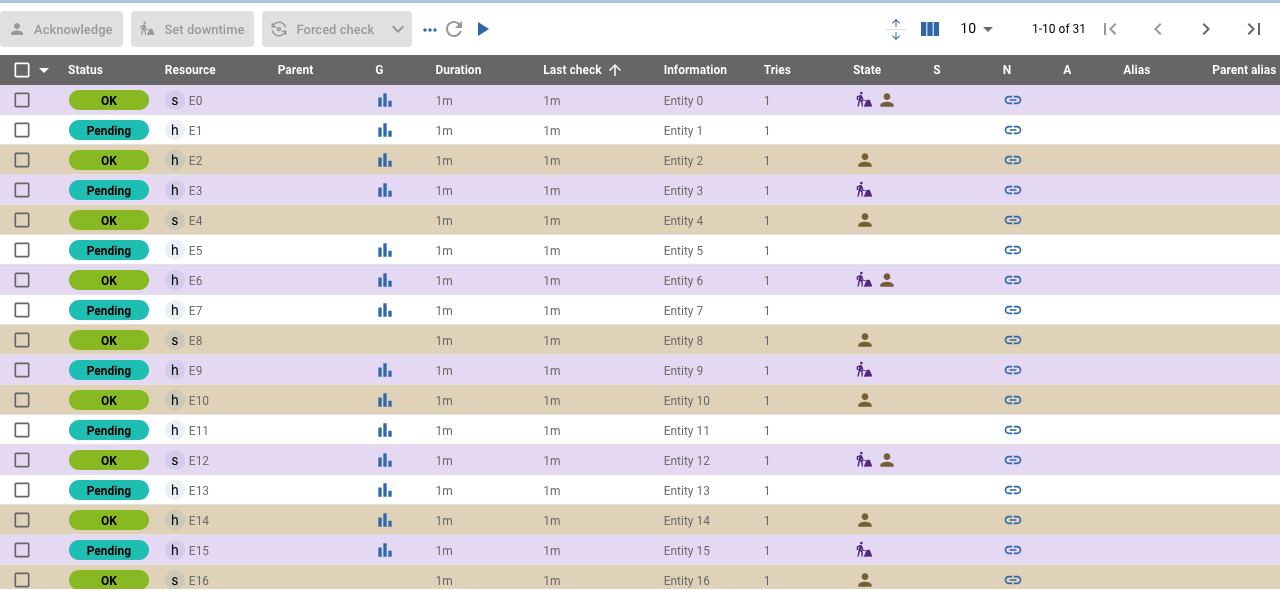 Acknowledge Set downtime Forced check 10 1-10 of 31
Status Resource Parent G Duration Last check Information Tries State S N A Alias Parent alias
OK s E0 1m 1m Entity 0 1
Pending h E1 1m 1m Entity 1 1
OK h E2 1m 1m Entity 2 1
Pending h E3 1m 1m Entity 3 1
OK s E4 1m 1m Entity 4 1
Pending h E5 1m 1m Entity 5 1
OK h E6 1m 1m Entity 6 1
Pending h E7 1m 1m Entity 7 1
OK s E8 1m 1m Entity 8 1
Pending h E9 1m 1m Entity 9 1
OK h E10 1m 1m Entity 10 1
Pending h E11 1m 1m Entity 11 1
OK s E12 1m 1m Entity 12 1
Pending h E13 1m 1m Entity 13 1
OK h E14 1m 1m Entity 14 1
Pending h E15 1m 1m Entity 15 1
OK s E16 1m 1m Entity 16 1